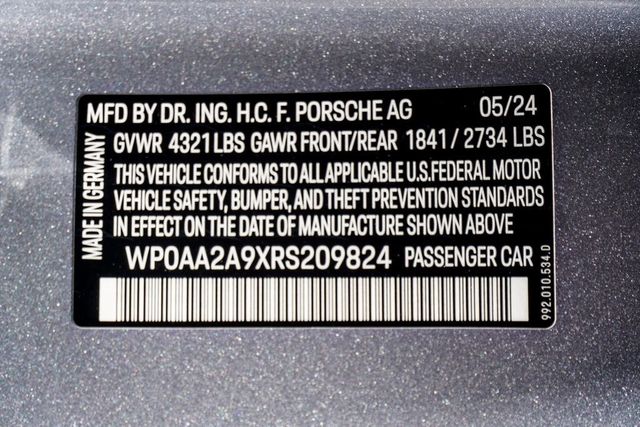 MFD BY DR. ING. H.C. F. PORSCHE AG 05/24
GVWR 4321 LBS GAWR FRONT/REAR 1841 / 2734 LBS
THIS VEHICLE CONFORMS TO ALL APPLICABLE U.S.FEDERAL MOTOR
VEHICLE SAFETY, BUMPER, AND THEFT PREVENTION STANDARDS
IN EFFECT ON THE DATE OF MANUFACTURE SHOWN ABOVE
WP0AA2A9XRS209824 PASSENGER CAR
MADE IN GERMANY
992.010.534.D